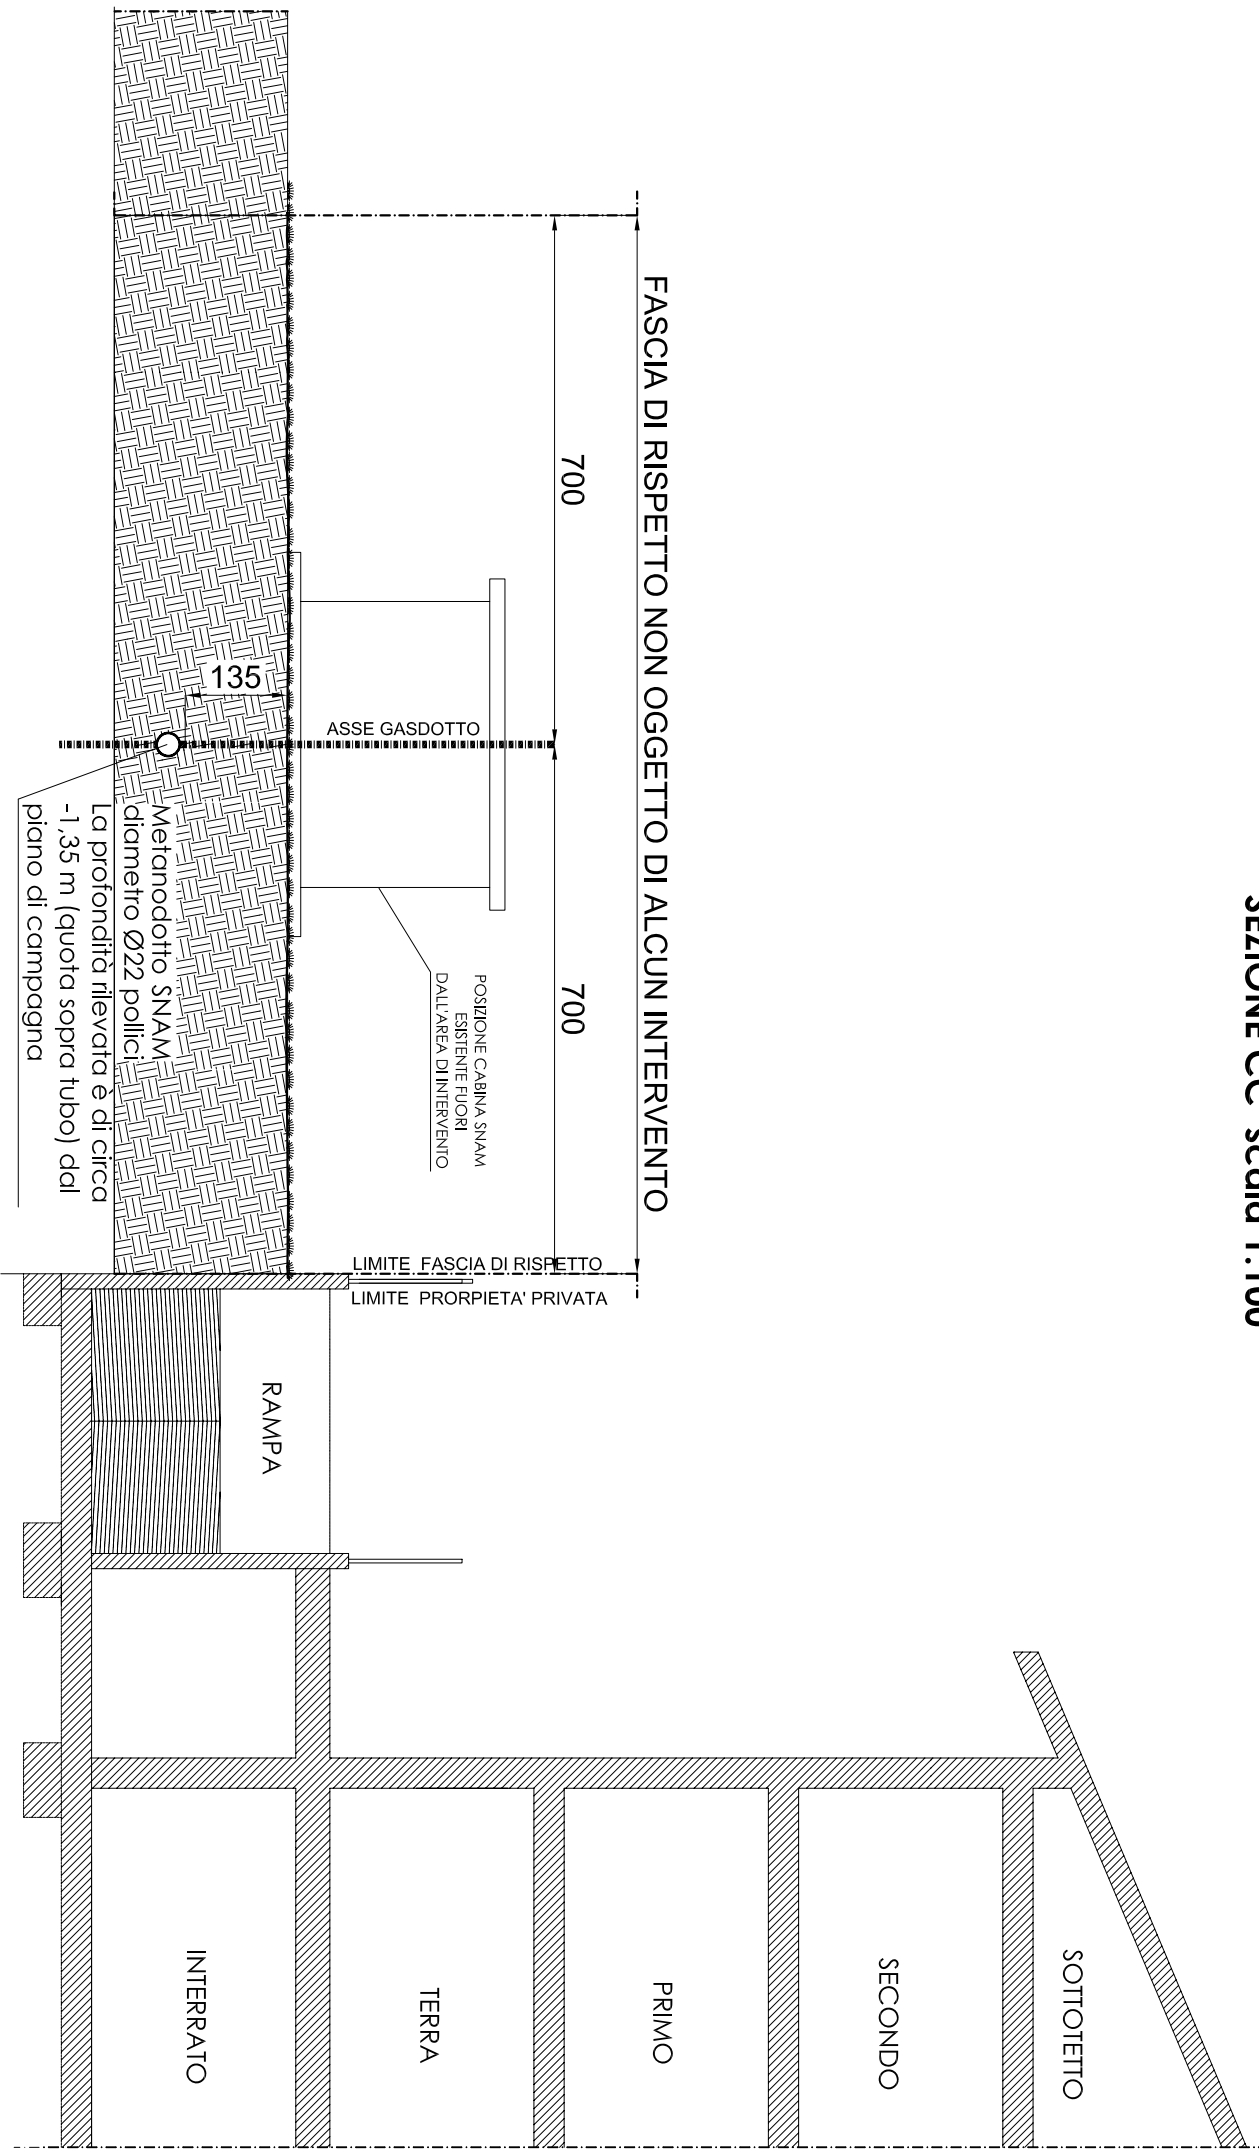 SEZIONE CC scala 1:100
FASCIA DI RISPETTO NON OGGETTO DI ALCUN INTERVENTO
700
700
POSIZIONE CABINA SNAM
ESISTENTE FUORI
DALL'AREA DI INTERVENTO
ASSE GASDOTTO
135
Metanodotto SNAM
diametro Ø22 pollici
La profondità rilevata è di circa
-1,35 m (quota sopra tubo) dal
piano di campagna
LIMITE FASCIA DI RISPETTO
LIMITE PRORPIETA' PRIVATA
RAMPA
SOTTOTETTO
SECONDO
PRIMO
TERRA
INTERRATO